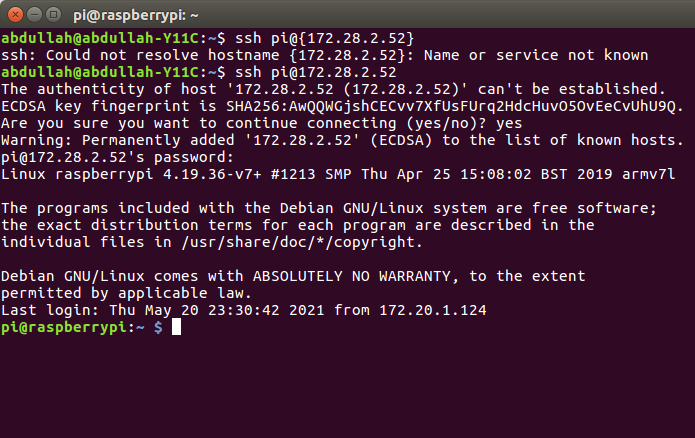 pi@raspberrypi: ~
abdullah@abdullah-Y11C:~$ ssh pi@{172.28.2.52}
ssh: Could not resolve hostname {172.28.2.52}: Name or service not known
abdullah@abdullah-Y11C:~$ ssh pi@172.28.2.52
The authenticity of host '172.28.2.52 (172.28.2.52)' can't be established.
ECDSA key fingerprint is SHA256:AwQQWGjshCECvv7XfUsFUrq2HdcHuvO5OvEeCvUhU9Q.
Are you sure you want to continue connecting (yes/no)? yes
Warning: Permanently added '172.28.2.52' (ECDSA) to the list of known hosts.
pi@172.28.2.52's password:
Linux raspberrypi 4.19.36-v7+ #1213 SMP Thu Apr 25 15:08:02 BST 2019 armv7l
The programs included with the Debian GNU/Linux system are free software;
the exact distribution terms for each program are described in the
individual files in /usr/share/doc/*/copyright.
Debian GNU/Linux comes with ABSOLUTELY NO WARRANTY, to the extent
permitted by applicable law.
Last login: Thu May 20 23:30:42 2021 from 172.20.1.124
pi@raspberrypi:~ $